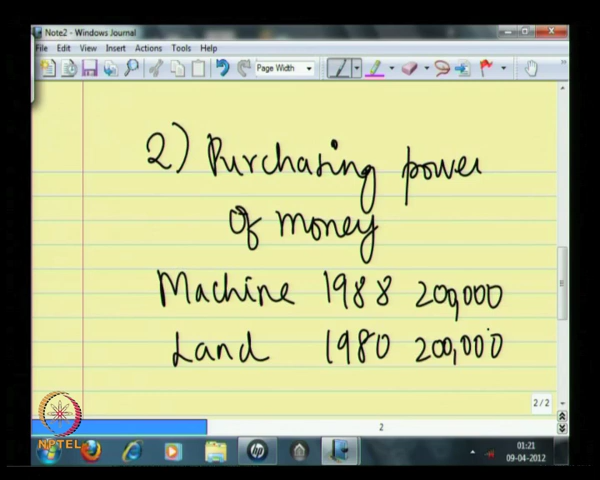 Note2 - Windows Journal
File Edit View Insert Actions Tools Help
Page Width
2) Purchasing power
of money
Machine 1988 200,000
Land 1980 200,000
2/2
2
NPTEL
hp
01:21
09-04-2012